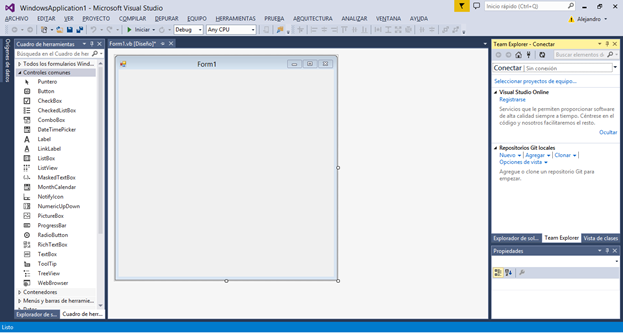 WindowsApplication1 - Microsoft Visual Studio
Inicio rápido (Ctrl+Q)
ARCHIVO EDITAR VER PROYECTO COMPILAR DEPURAR EQUIPO HERRAMIENTAS PRUEBA ARQUITECTURA ANALIZAR VENTANA AYUDA
Alejandro
Iniciar Debug Any CPU
Orígenes de datos
Cuadro de herramientas
Buscar en el Cuadro de he
Todos los formularios Wind...
Controles comunes
Puntero
Button
CheckBox
CheckedListBox
ComboBox
DateTimePicker
Label
LinkLabel
ListBox
ListView
MaskedTextBox
MonthCalendar
NotifyIcon
NumericUpDown
PictureBox
ProgressBar
RadioButton
RichTextBox
TextBox
ToolTip
TreeView
WebBrowser
Contenedores
Menús y barras de herramie...
Explorador de s... Cuadro de herr...
Form1.vb [Diseño]*
Form1
Team Explorer - Conectar
Buscar elementos de
Conectar Sin conexión
Seleccionar proyectos de equipo...
Visual Studio Online
Registrarse
Servicios que le permiten proporcionar software
de alta calidad siempre a tiempo. Céntrese en el
código y nosotros facilitaremos el resto.
Ocultar
Repositorios Git locales
Nuevo Agregar Clonar
Opciones de vista
Agregue o clone un repositorio Git para
empezar.
Explorador de sol... Team Explorer Vista de clases
Propiedades
Listo